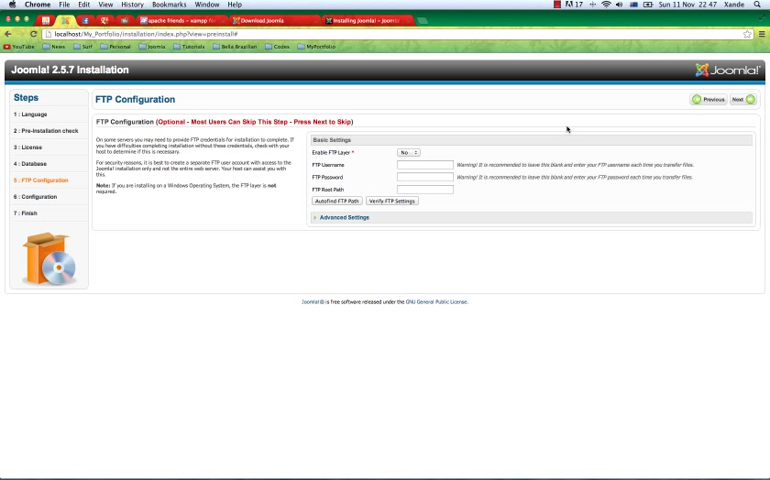 Chrome File Edit View History Bookmarks Window Help
17 Sun 11 Nov 22 47 Xande
apache friends - xampp
Download Joomla
Installing Joomla! – Joom
localhost/My_Portfolio/installation/index.php?view=preinstall#
YouTube News Surf Personal Joomla Tutorials Bella Brazilian Codes MyPortfolio
Joomla! 2.5.7 Installation
Joomla!
Steps
1 : Language
2 : Pre-Installation check
3 : License
4 : Database
5 : FTP Configuration
6 : Configuration
7 : Finish
FTP Configuration
Previous
Next
FTP Configuration (Optional - Most Users Can Skip This Step - Press Next to Skip)
On some servers you may need to provide FTP credentials for installation to complete. If
you have difficulties completing installation without these credentials, check with your
host to determine if this is necessary.
For security reasons, it is best to create a separate FTP user account with access to the
Joomla! installation only and not the entire web server. Your host can assist you with
this.
Note: If you are installing on a Windows Operating System, the FTP layer is not
required.
Basic Settings
Enable FTP Layer * No
FTP Username Warning! It is recommended to leave this blank and enter your FTP username each time you transfer files.
FTP Password Warning! It is recommended to leave this blank and enter your FTP password each time you transfer files.
FTP Root Path
Autofind FTP Path Verify FTP Settings
Advanced Settings
Joomla!® is free software released under the GNU General Public License.